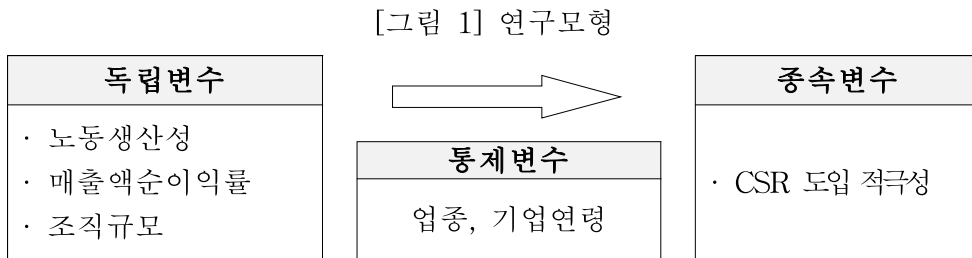 [그림 1] 연구모형
독립변수
· 노동생산성
· 매출액순이익률
· 조직규모
통제변수
업종, 기업연령
종속변수
· CSR 도입 적극성